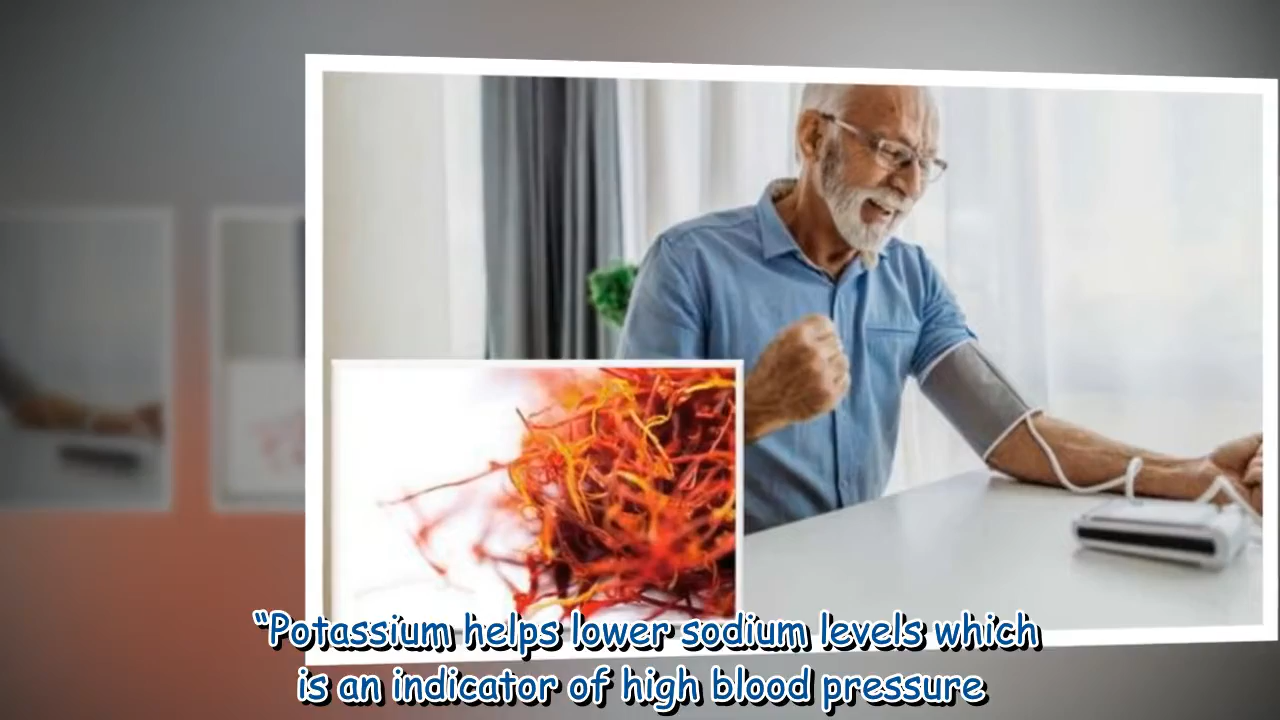 “Potassium helps lower sodium levels which
is an indicator of high blood pressure